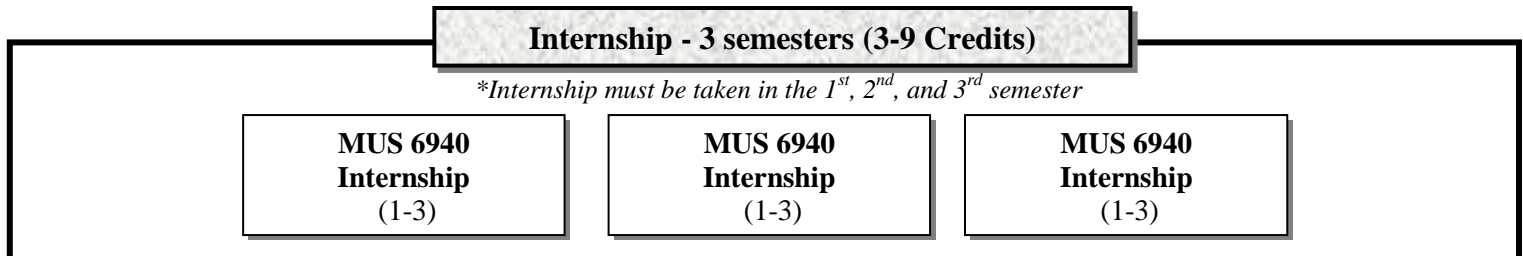 Internship - 3 semesters (3-9 Credits)
*Internship must be taken in the 1st, 2nd, and 3rd semester
MUS 6940
Internship
(1-3)
MUS 6940
Internship
(1-3)
MUS 6940
Internship
(1-3)